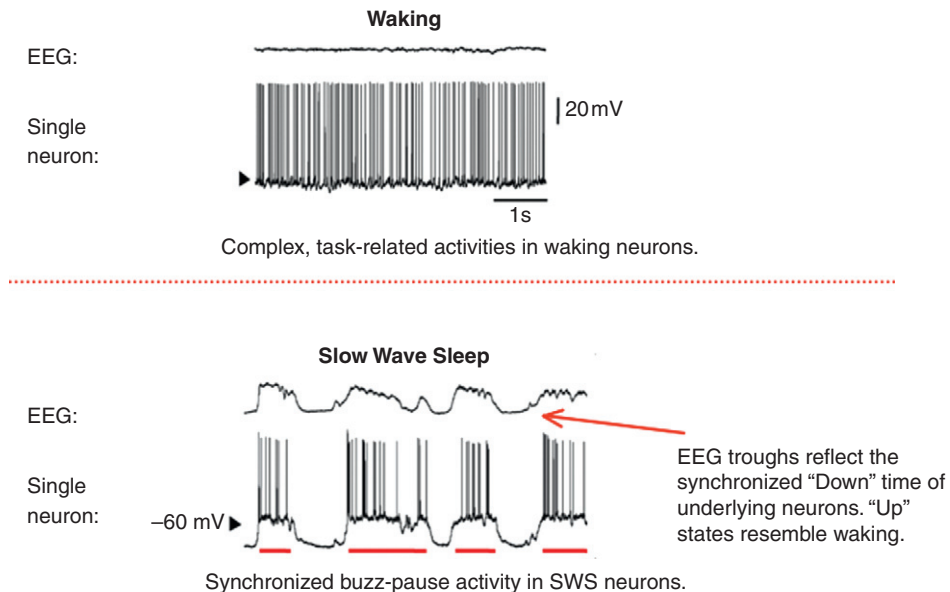 Waking
EEG:
20 mV
Single
neuron:
1s
Complex, task-related activities in waking neurons.
Slow Wave Sleep
EEG:
EEG troughs reflect the
synchronized “Down” time of
underlying neurons. “Up”
states resemble waking.
Single
neuron:
–60 mV
Synchronized buzz-pause activity in SWS neurons.